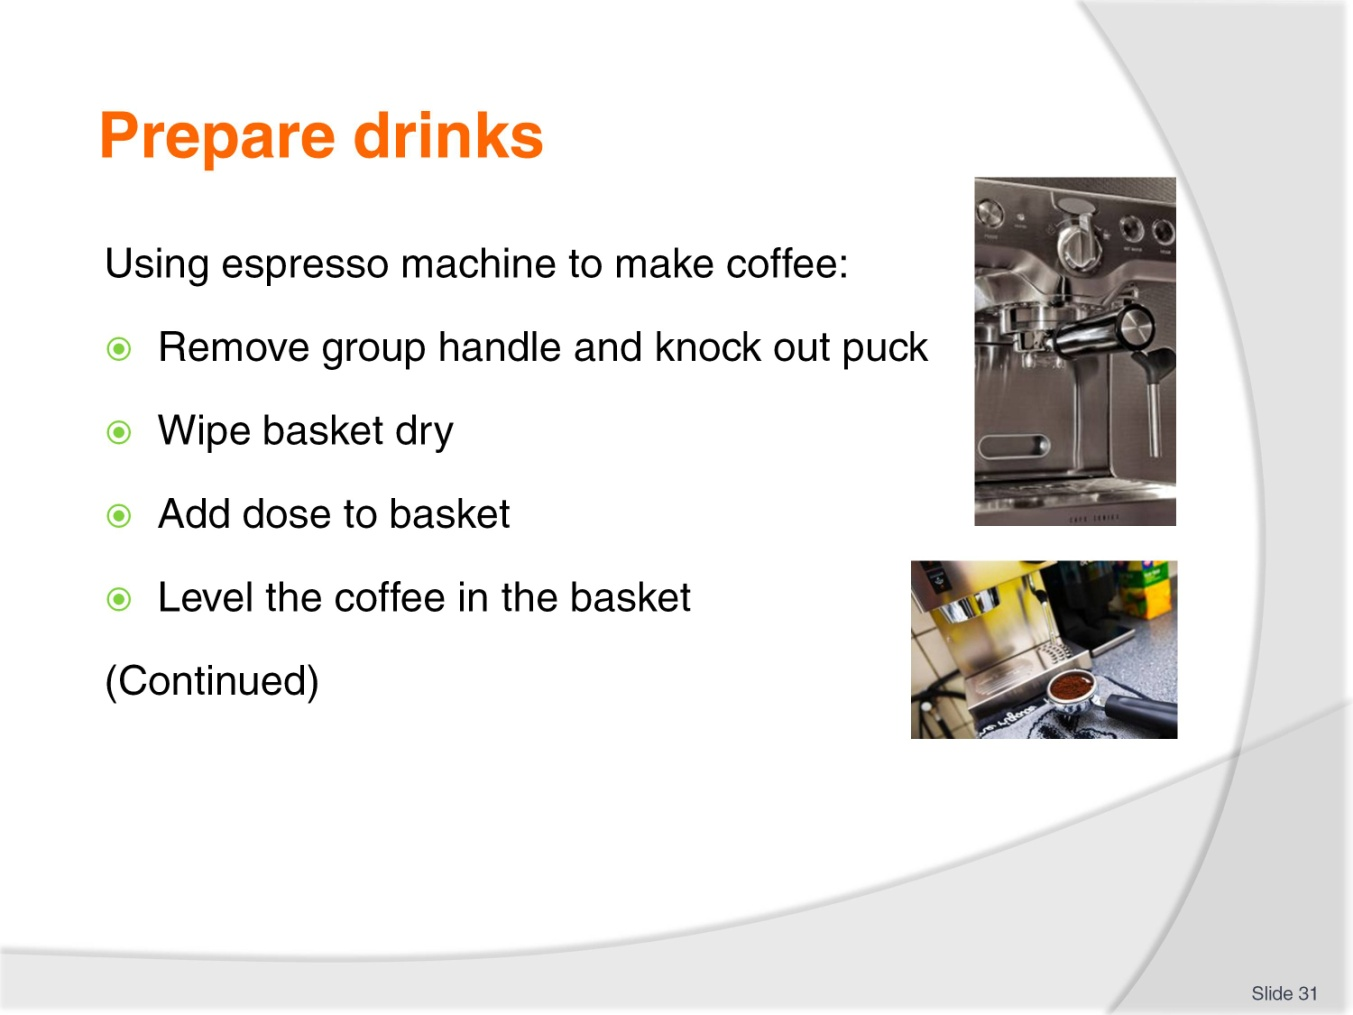 Prepare drinks
Using espresso machine to make coffee:
Remove group handle and knock out puck
Wipe basket dry
Add dose to basket
Level the coffee in the basket
(Continued)
Slide 31